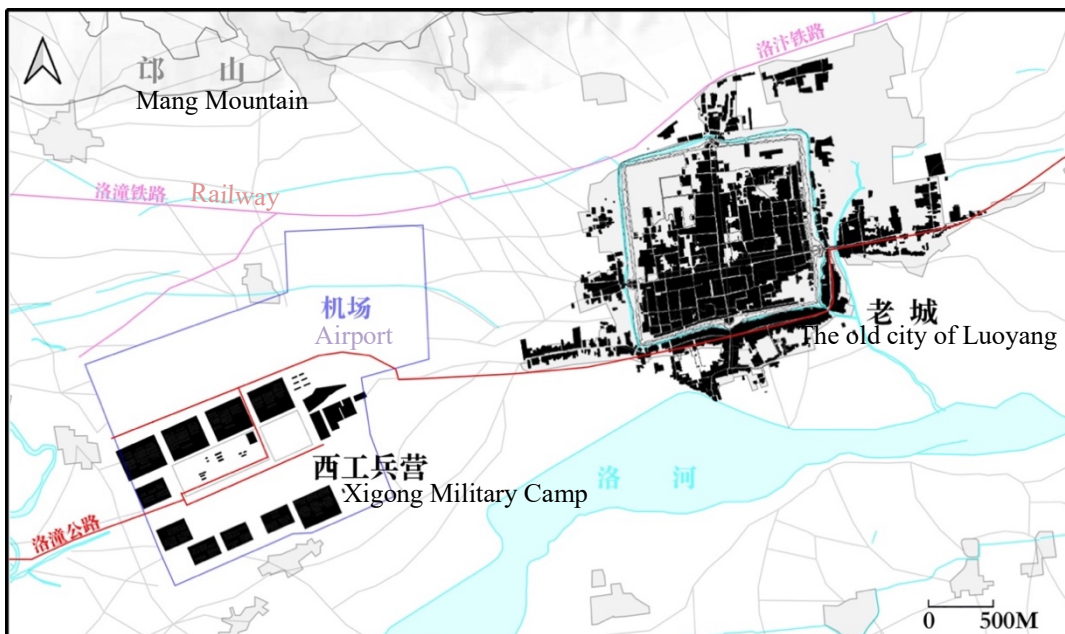 洛汴铁路
邙 山
Mang Mountain
洛潼铁路
Railway
机场
Airport
老城
The old city of Luoyang
西工兵营
Xigong Military Camp
洛河
洛潼公路
0 500M